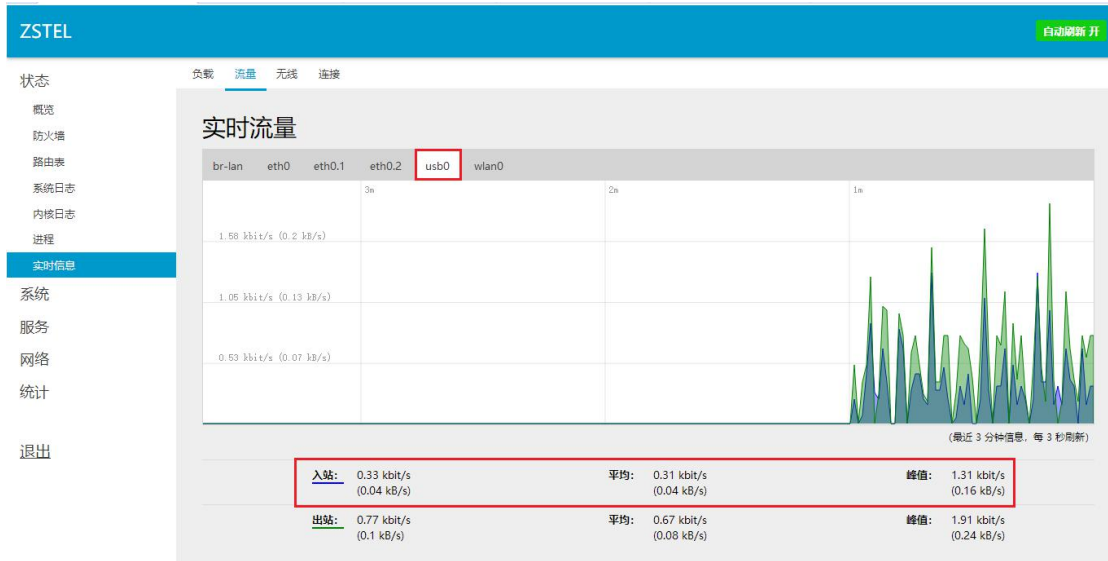 ZSTEL
自动刷新 开
状态
概览
防火墙
路由表
系统日志
内核日志
进程
实时信息
系统
服务
网络
统计
退出
负载 流量 无线 连接
实时流量
br-lan eth0 eth0.1 eth0.2 usb0 wlan0
3m 2m 1m
1.58 kbit/s (0.2 kB/s)
1.05 kbit/s (0.13 kB/s)
0.53 kbit/s (0.07 kB/s)
(最近 3 分钟信息，每 3 秒刷新)
入站: 0.33 kbit/s 平均: 0.31 kbit/s 峰值: 1.31 kbit/s
(0.04 kB/s) (0.04 kB/s) (0.16 kB/s)
出站: 0.77 kbit/s 平均: 0.67 kbit/s 峰值: 1.91 kbit/s
(0.1 kB/s) (0.08 kB/s) (0.24 kB/s)